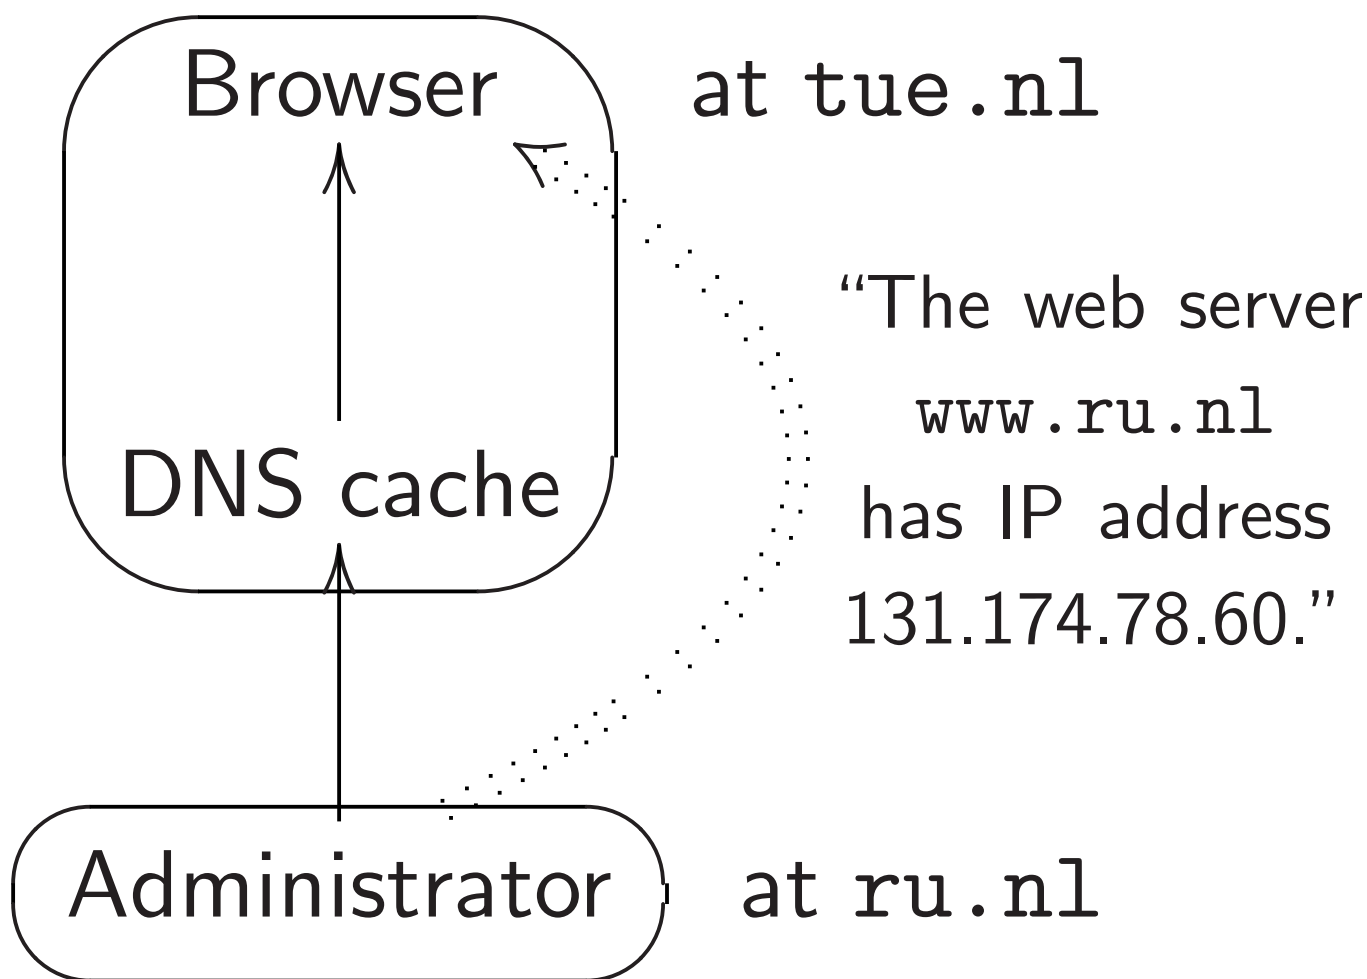 Browser at tue.nl
“The web server
www.ru.nl
has IP address
131.174.78.60.”
DNS cache
Administrator at ru.nl